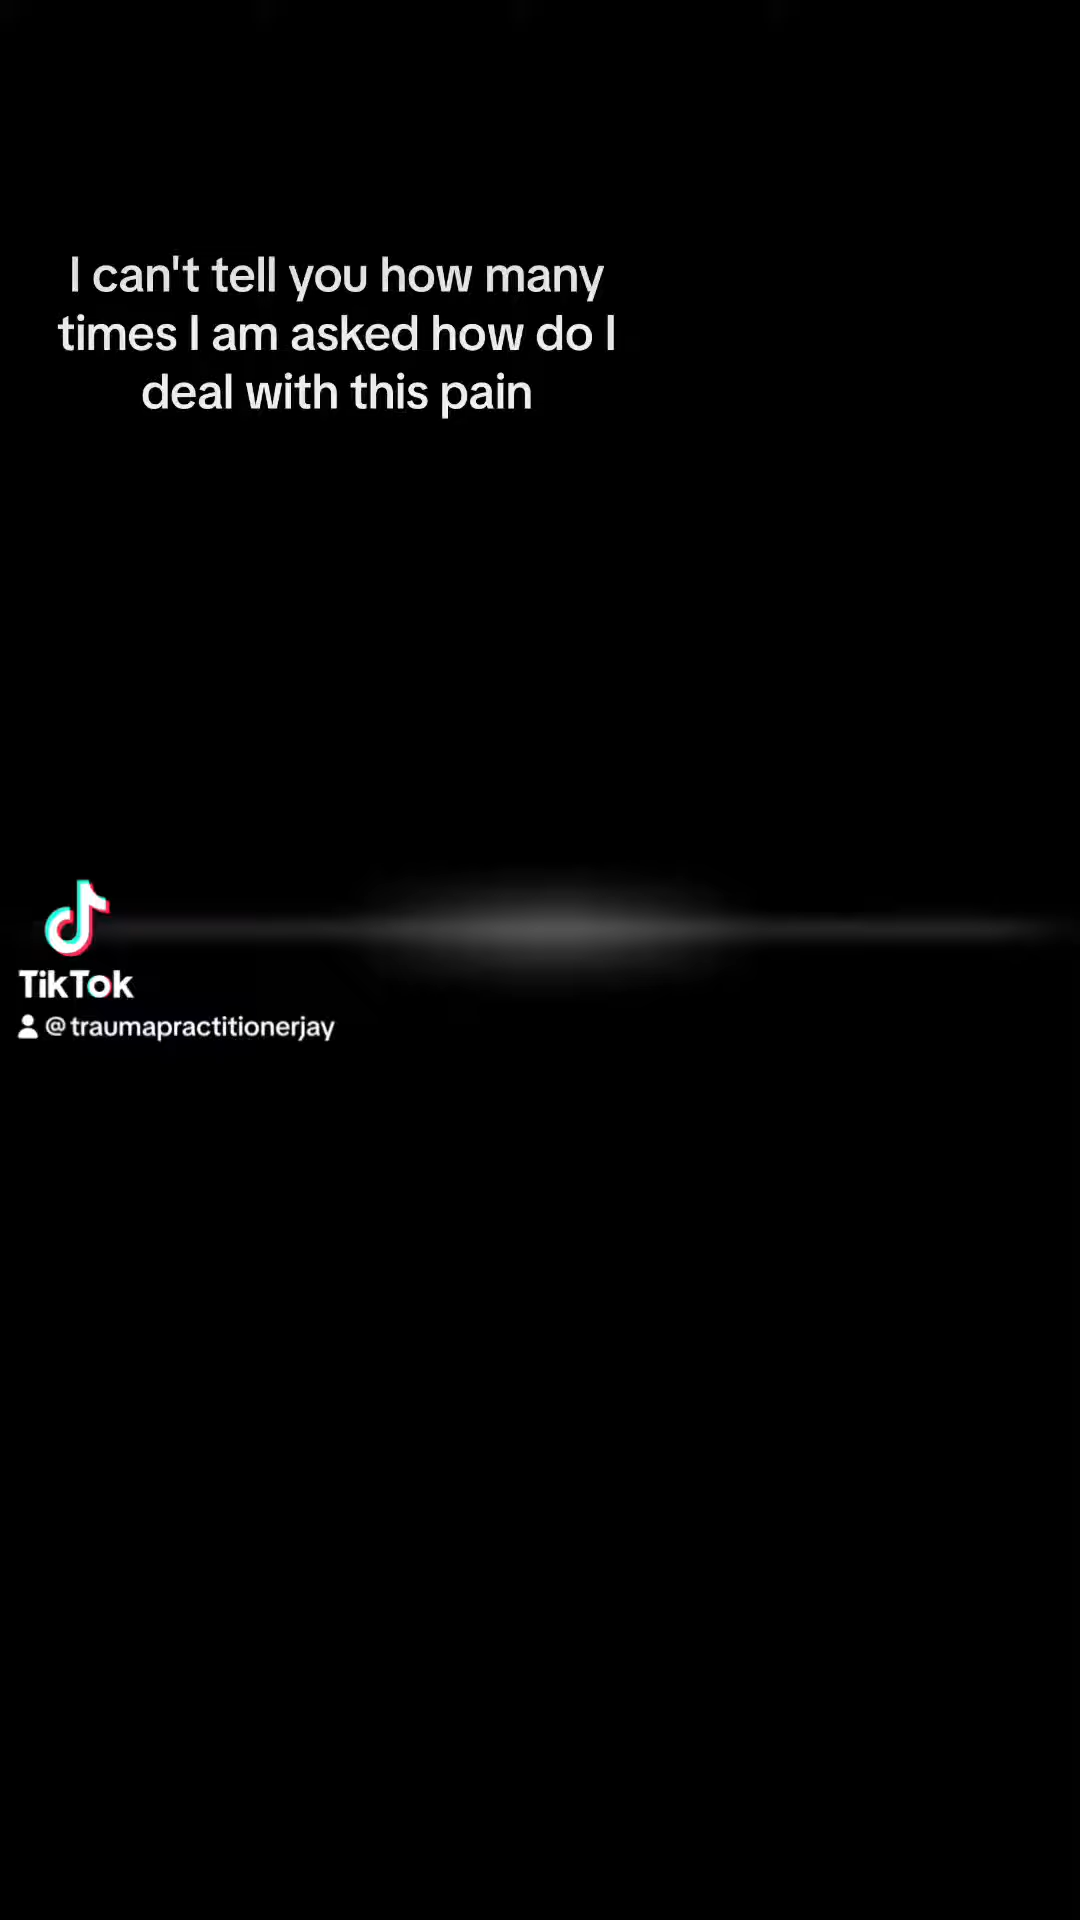 I can't tell you how many
times I am asked how do I
deal with this pain
TikTok
@traumapractitionerjay